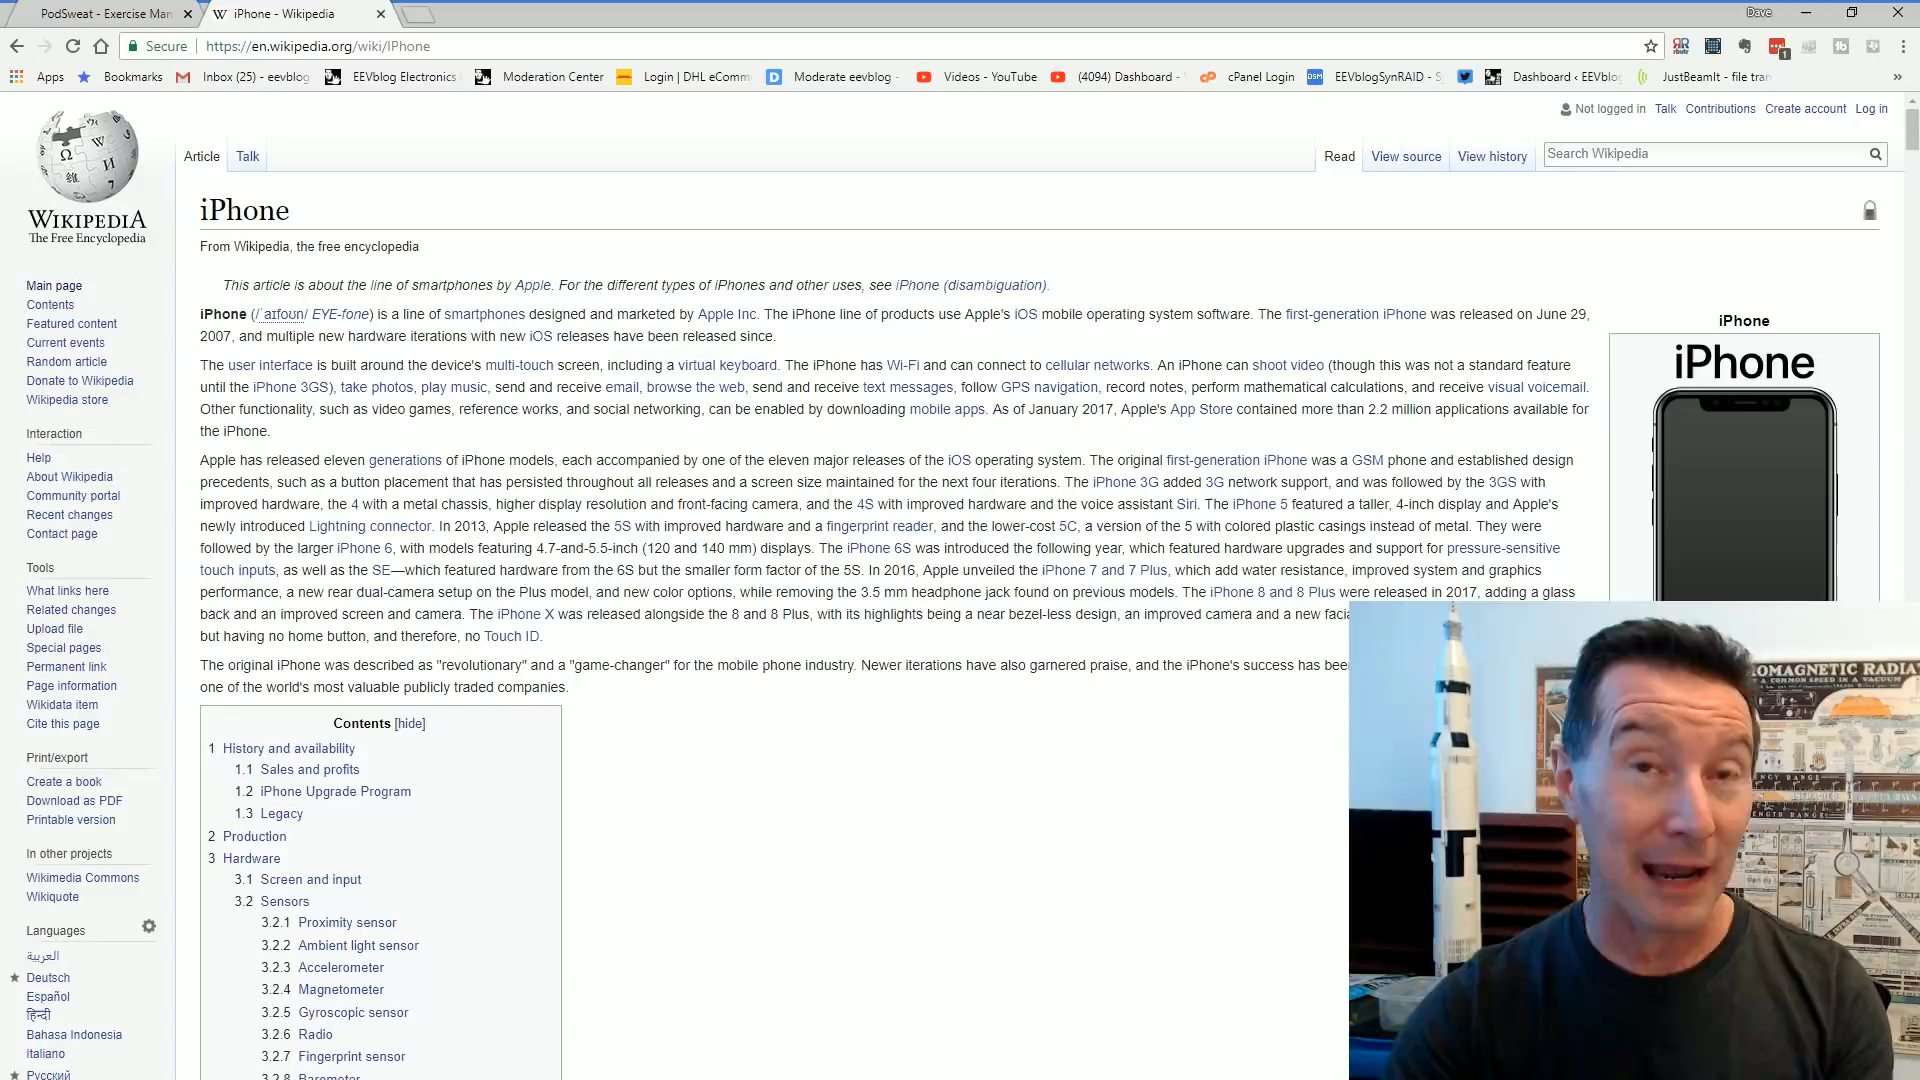 PodSweat - Exercise Man
iPhone - Wikipedia
Dave
Secure
https://en.wikipedia.org/wiki/IPhone
Apps
Bookmarks
Inbox (25) - eevblog
EEVblog Electronics
Moderation Center
Login | DHL eComm
Moderate eevblog -
Videos - YouTube
(4094) Dashboard -
cPanel Login
EEVblogSynRAID - S
Dashboard ‹ EEVblog
JustBeamIt - file tran
»
Not logged in Talk Contributions Create account Log in
WIKIPEDIA
The Free Encyclopedia
Article Talk
Read View source View history
Search Wikipedia
iPhone
From Wikipedia, the free encyclopedia
This article is about the line of smartphones by Apple. For the different types of iPhones and other uses, see iPhone (disambiguation).
iPhone (/ˈaɪfoʊn/ EYE-fone) is a line of smartphones designed and marketed by Apple Inc. The iPhone line of products use Apple's iOS mobile operating system software. The first-generation iPhone was released on June 29,
2007, and multiple new hardware iterations with new iOS releases have been released since.
The user interface is built around the device's multi-touch screen, including a virtual keyboard. The iPhone has Wi-Fi and can connect to cellular networks. An iPhone can shoot video (though this was not a standard feature
until the iPhone 3GS), take photos, play music, send and receive email, browse the web, send and receive text messages, follow GPS navigation, record notes, perform mathematical calculations, and receive visual voicemail.
Other functionality, such as video games, reference works, and social networking, can be enabled by downloading mobile apps. As of January 2017, Apple's App Store contained more than 2.2 million applications available for
the iPhone.
Apple has released eleven generations of iPhone models, each accompanied by one of the eleven major releases of the iOS operating system. The original first-generation iPhone was a GSM phone and established design
precedents, such as a button placement that has persisted throughout all releases and a screen size maintained for the next four iterations. The iPhone 3G added 3G network support, and was followed by the 3GS with
improved hardware, the 4 with a metal chassis, higher display resolution and front-facing camera, and the 4S with improved hardware and the voice assistant Siri. The iPhone 5 featured a taller, 4-inch display and Apple's
newly introduced Lightning connector. In 2013, Apple released the 5S with improved hardware and a fingerprint reader, and the lower-cost 5C, a version of the 5 with colored plastic casings instead of metal. They were
followed by the larger iPhone 6, with models featuring 4.7-and-5.5-inch (120 and 140 mm) displays. The iPhone 6S was introduced the following year, which featured hardware upgrades and support for pressure-sensitive
touch inputs, as well as the SE—which featured hardware from the 6S but the smaller form factor of the 5S. In 2016, Apple unveiled the iPhone 7 and 7 Plus, which add water resistance, improved system and graphics
performance, a new rear dual-camera setup on the Plus model, and new color options, while removing the 3.5 mm headphone jack found on previous models. The iPhone 8 and 8 Plus were released in 2017, adding a glass
back and an improved screen and camera. The iPhone X was released alongside the 8 and 8 Plus, with its highlights being a near bezel-less design, an improved camera and a new facia
but having no home button, and therefore, no Touch ID.
The original iPhone was described as "revolutionary" and a "game-changer" for the mobile phone industry. Newer iterations have also garnered praise, and the iPhone's success has been
one of the world's most valuable publicly traded companies.
iPhone
iPhone
Main page
Contents
Featured content
Current events
Random article
Donate to Wikipedia
Wikipedia store
Interaction
Help
About Wikipedia
Community portal
Recent changes
Contact page
Tools
What links here
Related changes
Upload file
Special pages
Permanent link
Page information
Wikidata item
Cite this page
Print/export
Create a book
Download as PDF
Printable version
In other projects
Wikimedia Commons
Wikiquote
Languages
العربية
Deutsch
Español
हिन्दी
Bahasa Indonesia
Italiano
Русский
Contents [hide]
1 History and availability
1.1 Sales and profits
1.2 iPhone Upgrade Program
1.3 Legacy
2 Production
3 Hardware
3.1 Screen and input
3.2 Sensors
3.2.1 Proximity sensor
3.2.2 Ambient light sensor
3.2.3 Accelerometer
3.2.4 Magnetometer
3.2.5 Gyroscopic sensor
3.2.6 Radio
3.2.7 Fingerprint sensor
3.2.8 Barometer
OMAGNETIC RADIAT
A COMMON SPEED IN A VACUUM